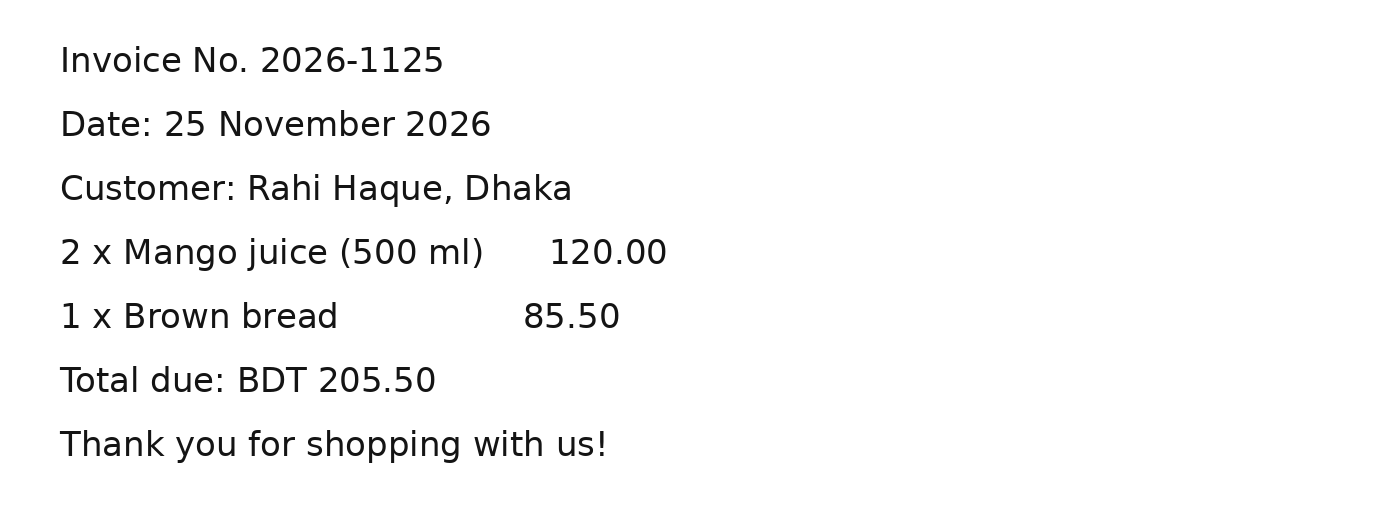 Invoice No. 2026-1125
Date: 25 November 2026
Customer: Rahi Haque, Dhaka
2 x Mango juice (500 ml)      120.00
1 x Brown bread                 85.50
Total due: BDT 205.50
Thank you for shopping with us!